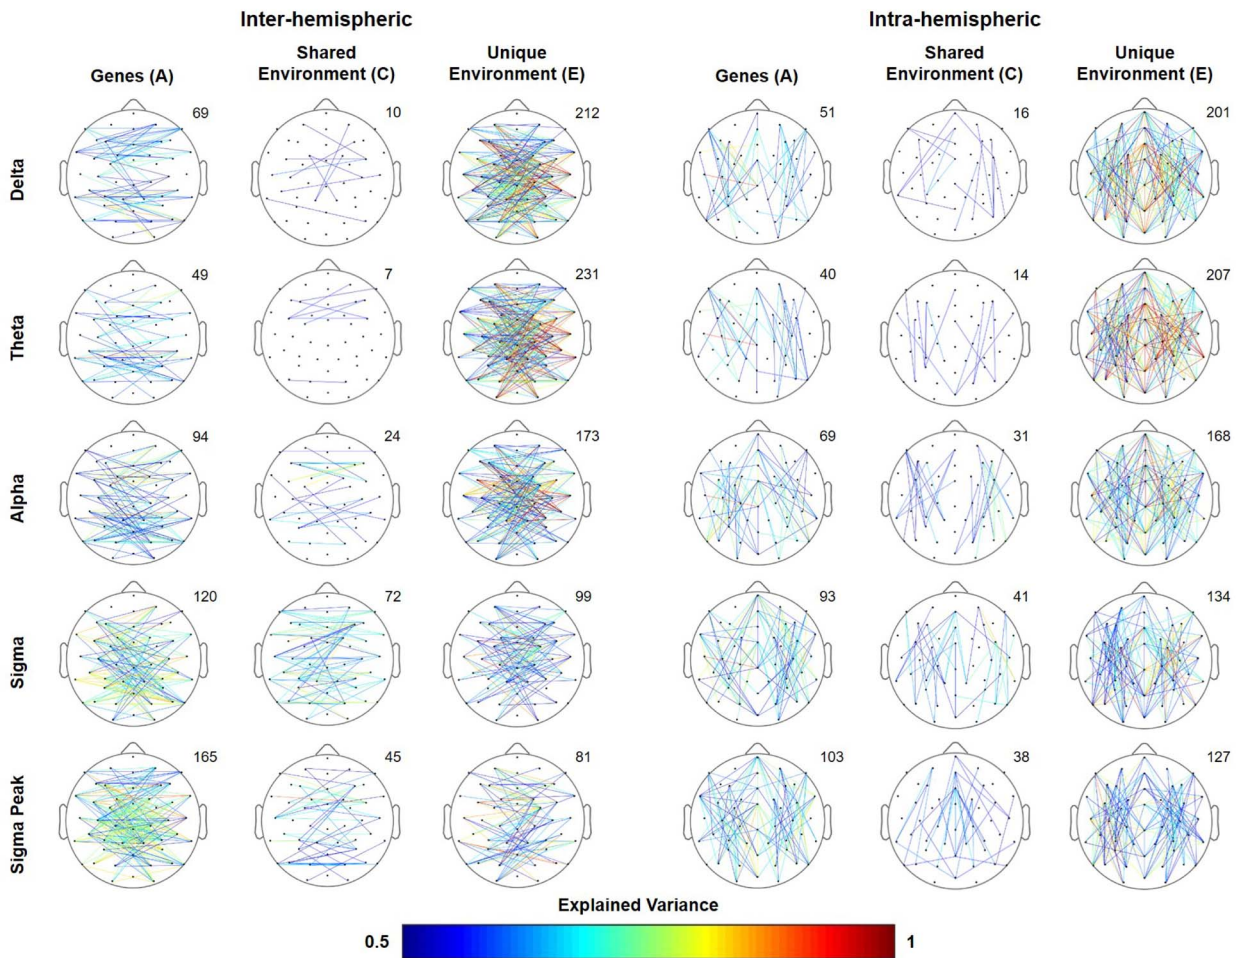 Inter-hemispheric
Intra-hemispheric
Genes (A)
Shared
Environment (C)
Unique
Environment (E)
Genes (A)
Shared
Environment (C)
Unique
Environment (E)
Delta
69
10
212
51
16
201
Theta
49
7
231
40
14
207
Alpha
94
24
173
69
31
168
Sigma
120
72
99
93
41
134
Sigma Peak
165
45
81
103
38
127
Explained Variance
0.5
1